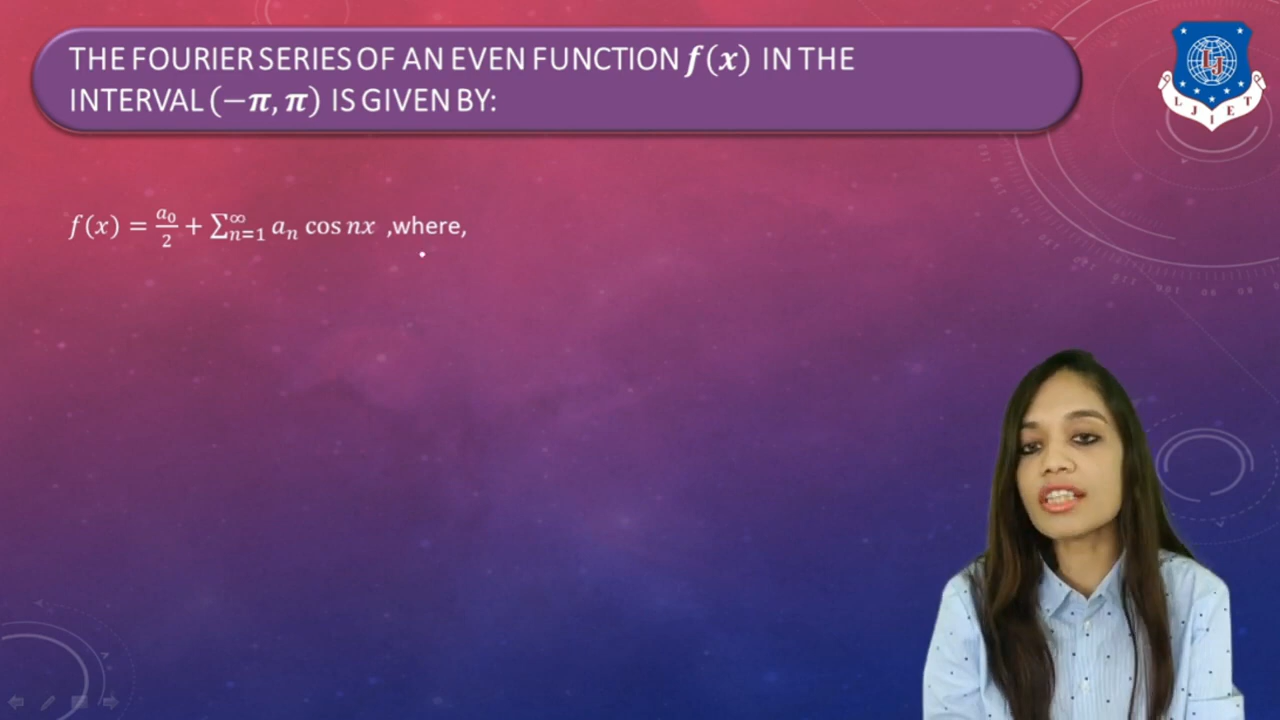 THE FOURIER SERIES OF AN EVEN FUNCTION f(x) IN THE
INTERVAL (−π, π) IS GIVEN BY:
f(x) = a₀/2 + ∑ₙ₌₁^∞ aₙ cos nx ,where,
LJ
L J I E T